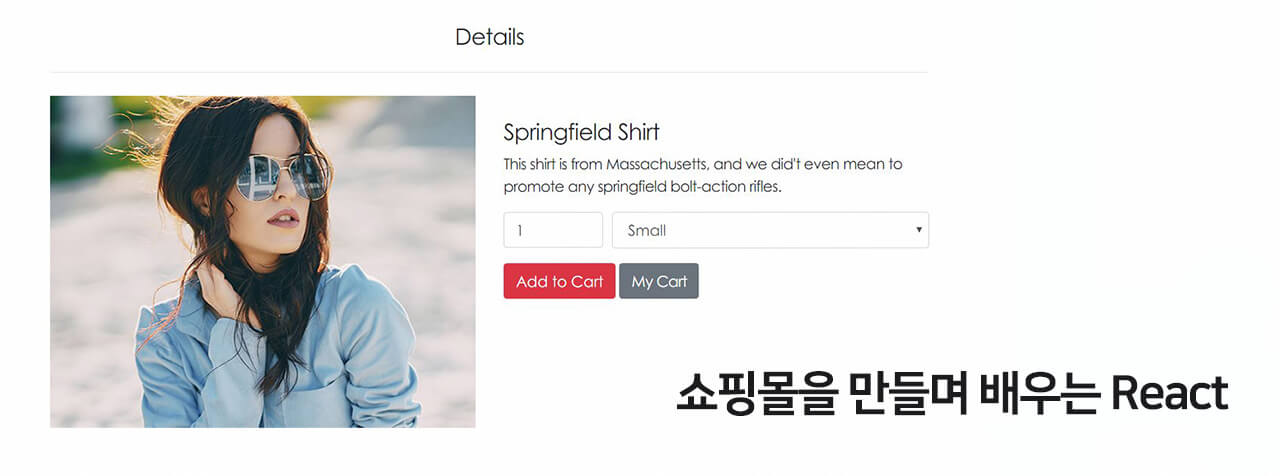 Details
Springfield Shirt
This shirt is from Massachusetts, and we did't even mean to
promote any springfield bolt-action rifles.
1
Small
Add to Cart
My Cart
쇼핑몰을 만들며 배우는 React